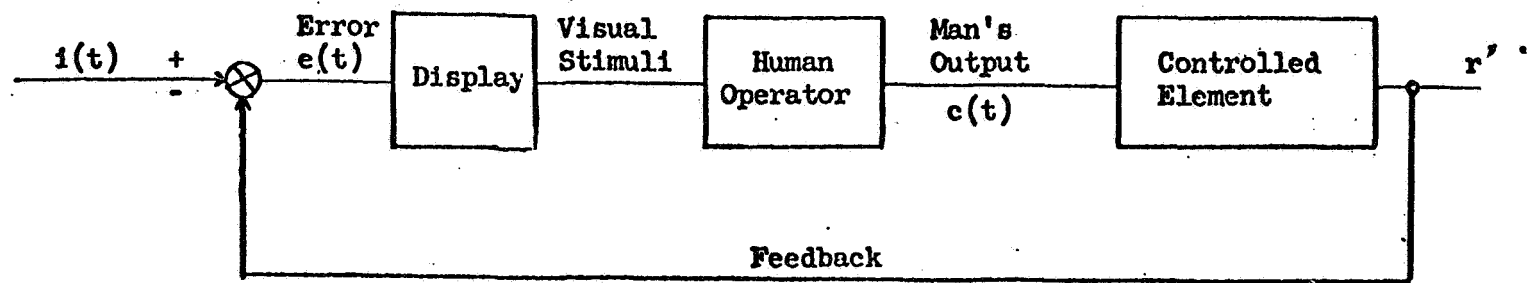 i(t)
+
-
Error
e(t)
Display
Visual
Stimuli
Human
Operator
Man's
Output
c(t)
Controlled
Element
r
Feedback